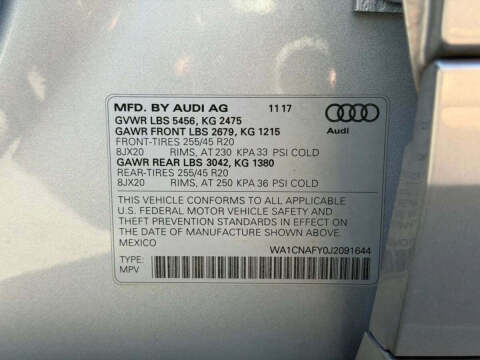 MFD. BY AUDI AG 11 17
GVWR LBS 5456, KG 2475
GAWR FRONT LBS 2679, KG 1215
FRONT-TIRES 255/45 R20
8JX20 RIMS, AT 230 KPA 33 PSI COLD
GAWR REAR LBS 3042, KG 1380
REAR-TIRES 255/45 R20
8JX20 RIMS, AT 250 KPA 36 PSI COLD
Audi
THIS VEHICLE CONFORMS TO ALL APPLICABLE
U.S. FEDERAL MOTOR VEHICLE SAFETY AND
THEFT PREVENTION STANDARDS IN EFFECT ON
THE DATE OF MANUFACTURE SHOWN ABOVE.
MEXICO WA1CNAFY0J2091644
TYPE:
MPV